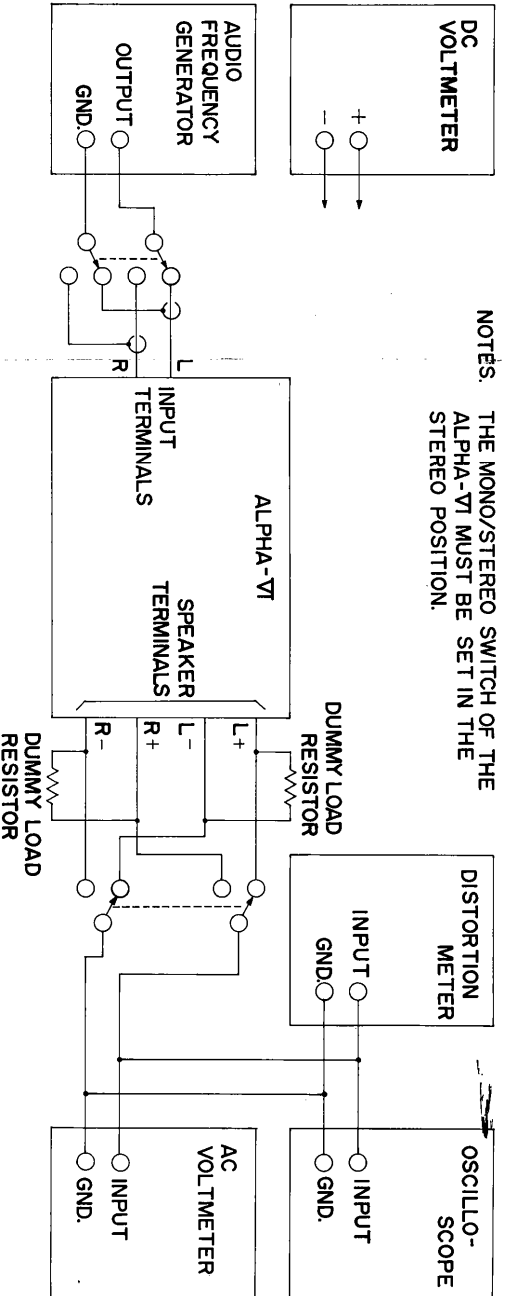 DC
VOLTMETER
+
-
NOTES. THE MONO/STEREO SWITCH OF THE
ALPHA-VI MUST BE SET IN THE
STEREO POSITION.
DISTORTION
METER
INPUT
GND.
OSCILLO-
SCOPE
INPUT
GND.
AUDIO
FREQUENCY
GENERATOR
OUTPUT
GND.
L
R
INPUT
TERMINALS
ALPHA-VI
SPEAKER
TERMINALS
L+
L-
R+
R-
DUMMY LOAD
RESISTOR
DUMMY LOAD
RESISTOR
AC
VOLTMETER
INPUT
GND.